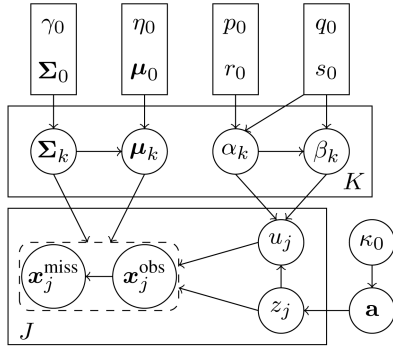 γ₀ η₀ p₀ q₀
𝚺₀ 𝝁₀ r₀ s₀
𝚺ₖ 𝝁ₖ αₖ βₖ
K
uⱼ κ₀
𝒙ⱼᵐⁱˢˢ 𝒙ⱼᵒᵇˢ zⱼ 𝐚
J